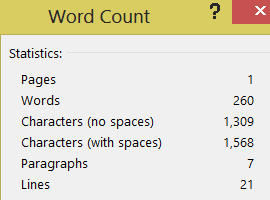 Word Count ?
Statistics:
Pages 1
Words 260
Characters (no spaces) 1,309
Characters (with spaces) 1,568
Paragraphs 7
Lines 21